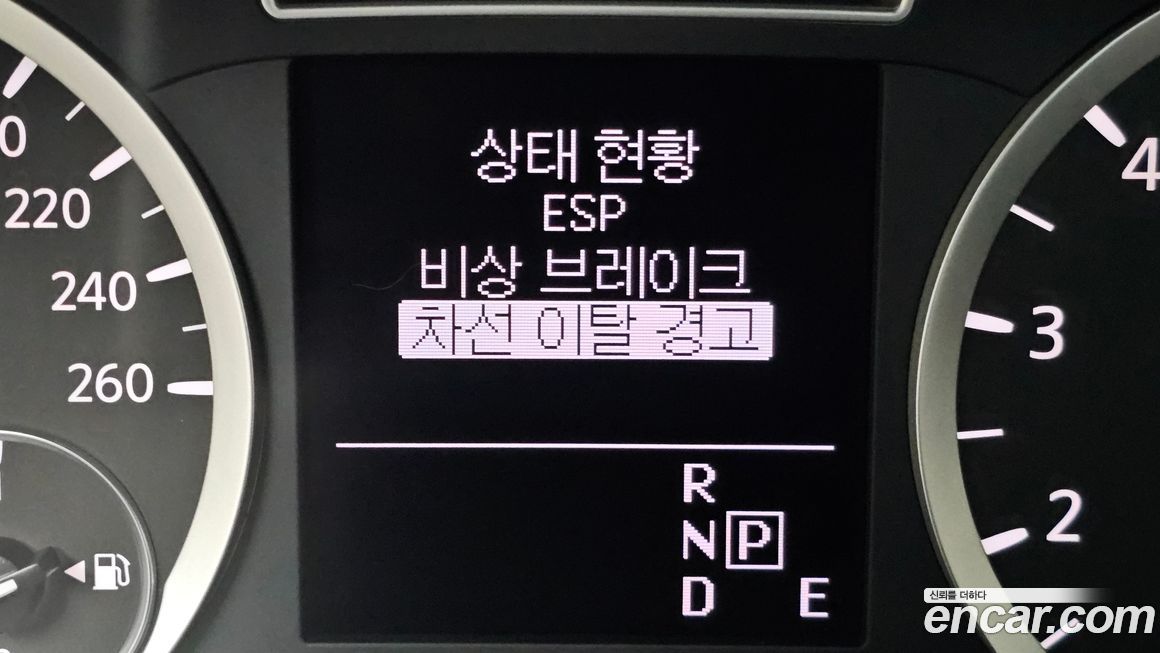 상태 현황
ESP
비상 브레이크
차선 이탈 경고
220
240
260
R
N P
D E
4
3
2
신뢰를 더하다
encar.com